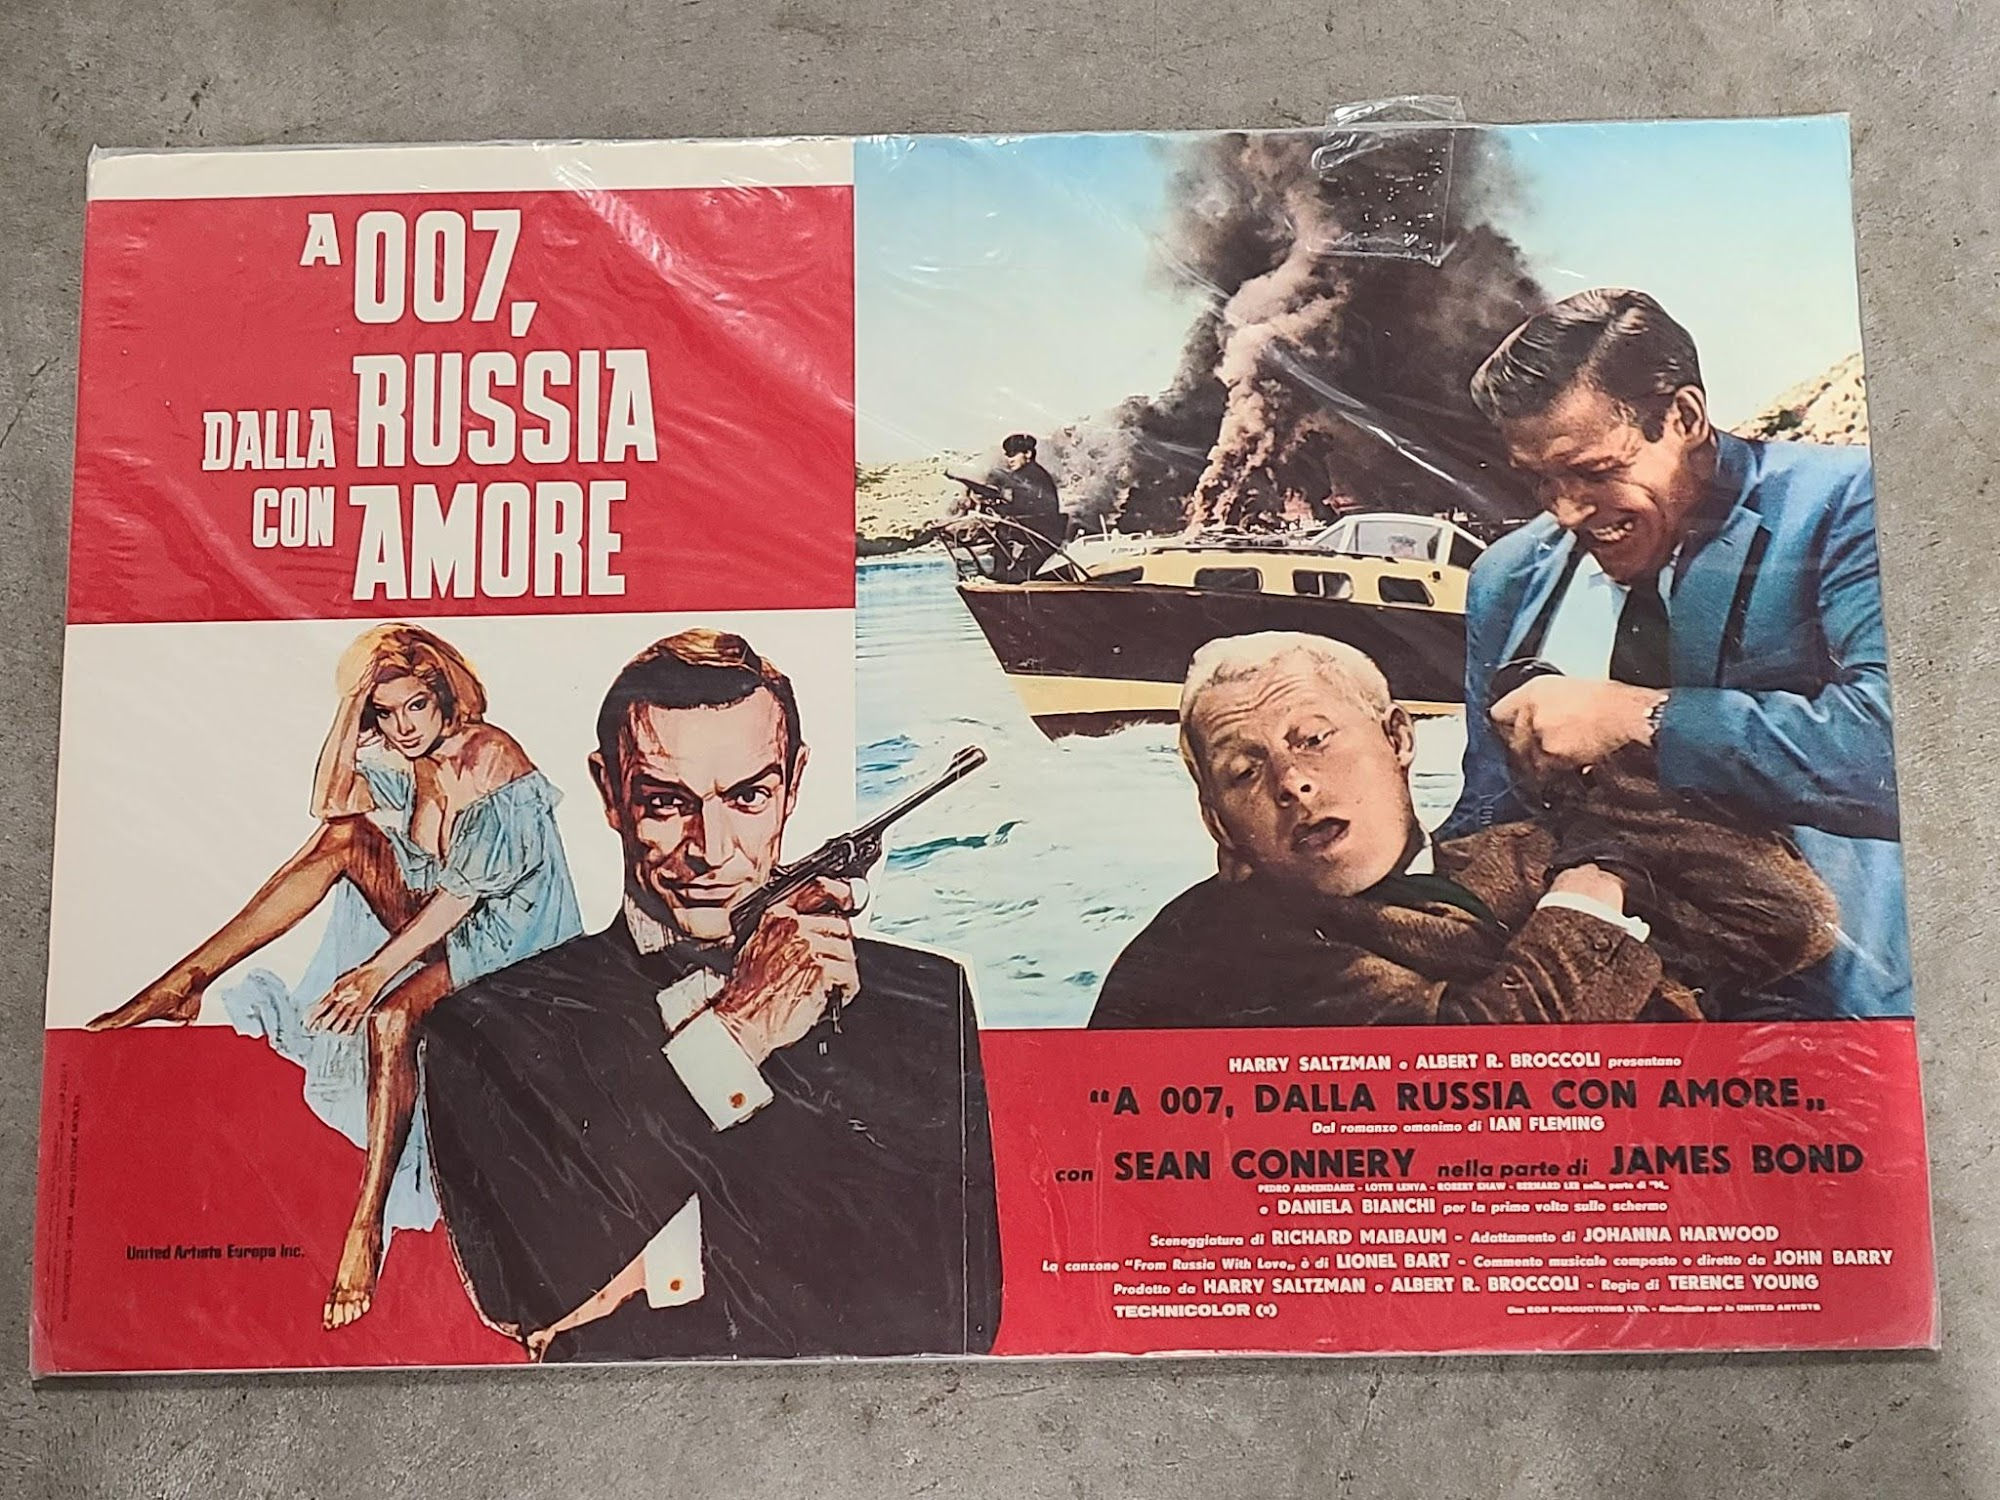 A 007,
DALLA RUSSIA
CON AMORE
United Artists Europa Inc.
HARRY SALTZMAN e ALBERT R. BROCCOLI presentano
"A 007, DALLA RUSSIA CON AMORE„
Dal romanzo omonimo di IAN FLEMING
con SEAN CONNERY nella parte di JAMES BOND
PEDRO ARMENDARIZ - LOTTE LENYA - ROBERT SHAW - BERNARD LEE nella parte di "M„
e DANIELA BIANCHI per la prima volta sullo schermo
Sceneggiatura di RICHARD MAIBAUM - Adattamento di JOHANNA HARWOOD
La canzone "From Russia With Love„ è di LIONEL BART - Commento musicale composto e diretto da JOHN BARRY
Prodotto da HARRY SALTZMAN e ALBERT R. BROCCOLI - Regia di TERENCE YOUNG
TECHNICOLOR (R)
Una EON PRODUCTIONS LTD. - Realizzata per la UNITED ARTISTS